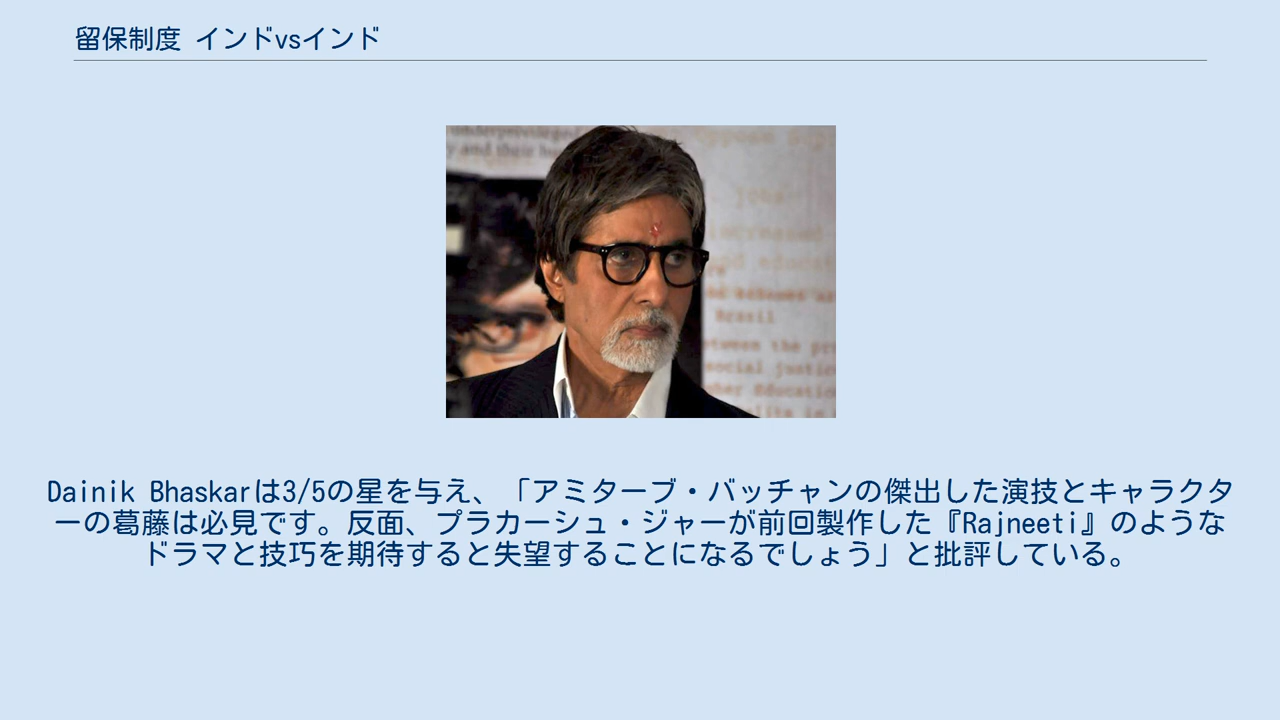 留保制度 インドvsインド
underprivileged
y and their
Brasil
social justic
Dainik Bhaskarは3/5の星を与え、「アミターブ・バッチャンの傑出した演技とキャラクタ
ーの葛藤は必見です。反面、プラカーシュ・ジャーが前回製作した『Rajneeti』のような
ドラマと技巧を期待すると失望することになるでしょう」と批評している。